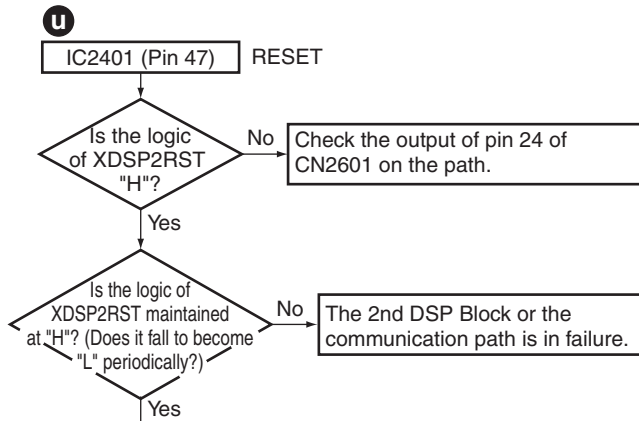 u
IC2401 (Pin 47) RESET
Is the logic
of XDSP2RST
"H"?
No
Check the output of pin 24 of
CN2601 on the path.
Yes
Is the logic of
XDSP2RST maintained
at "H"? (Does it fall to become
"L" periodically?)
No
The 2nd DSP Block or the
communication path is in failure.
Yes